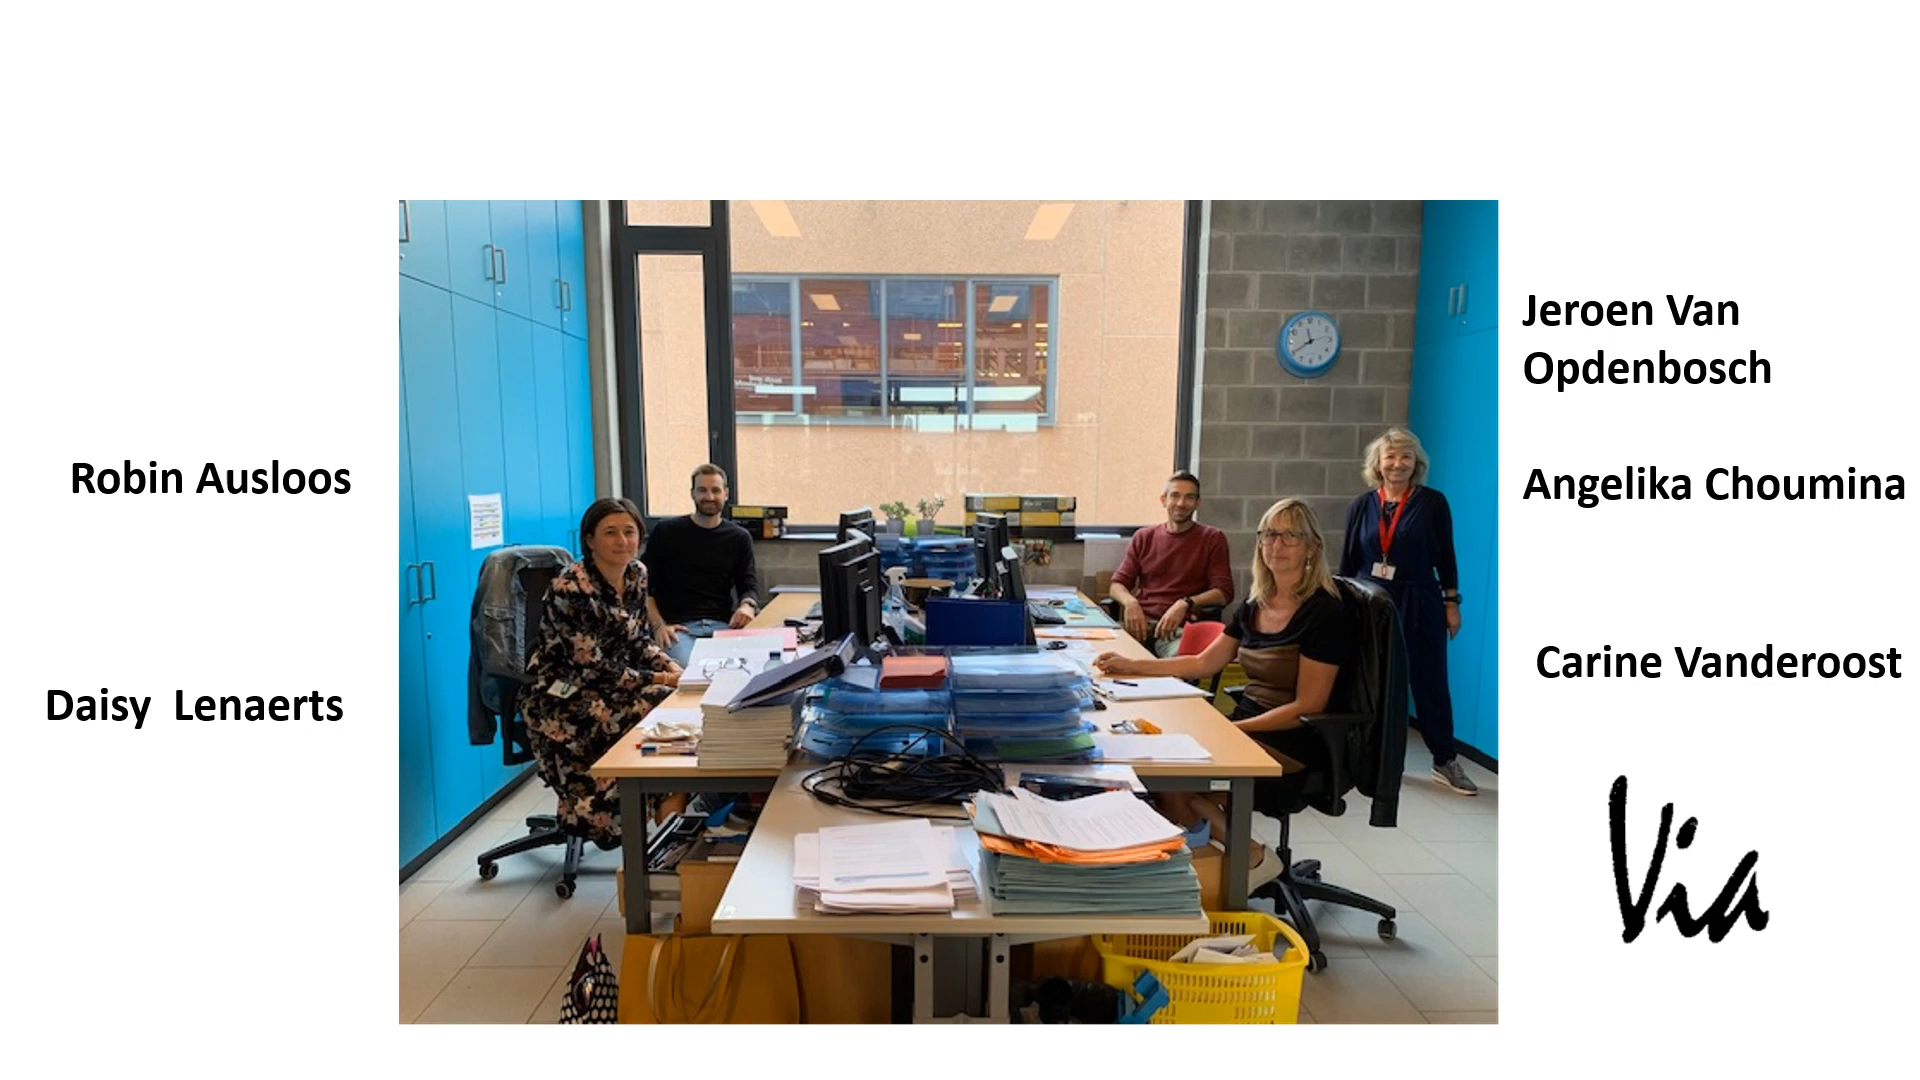 Jeroen Van
Opdenbosch
Robin Ausloos
Angelika Choumina
Carine Vanderoost
Daisy  Lenaerts
Via